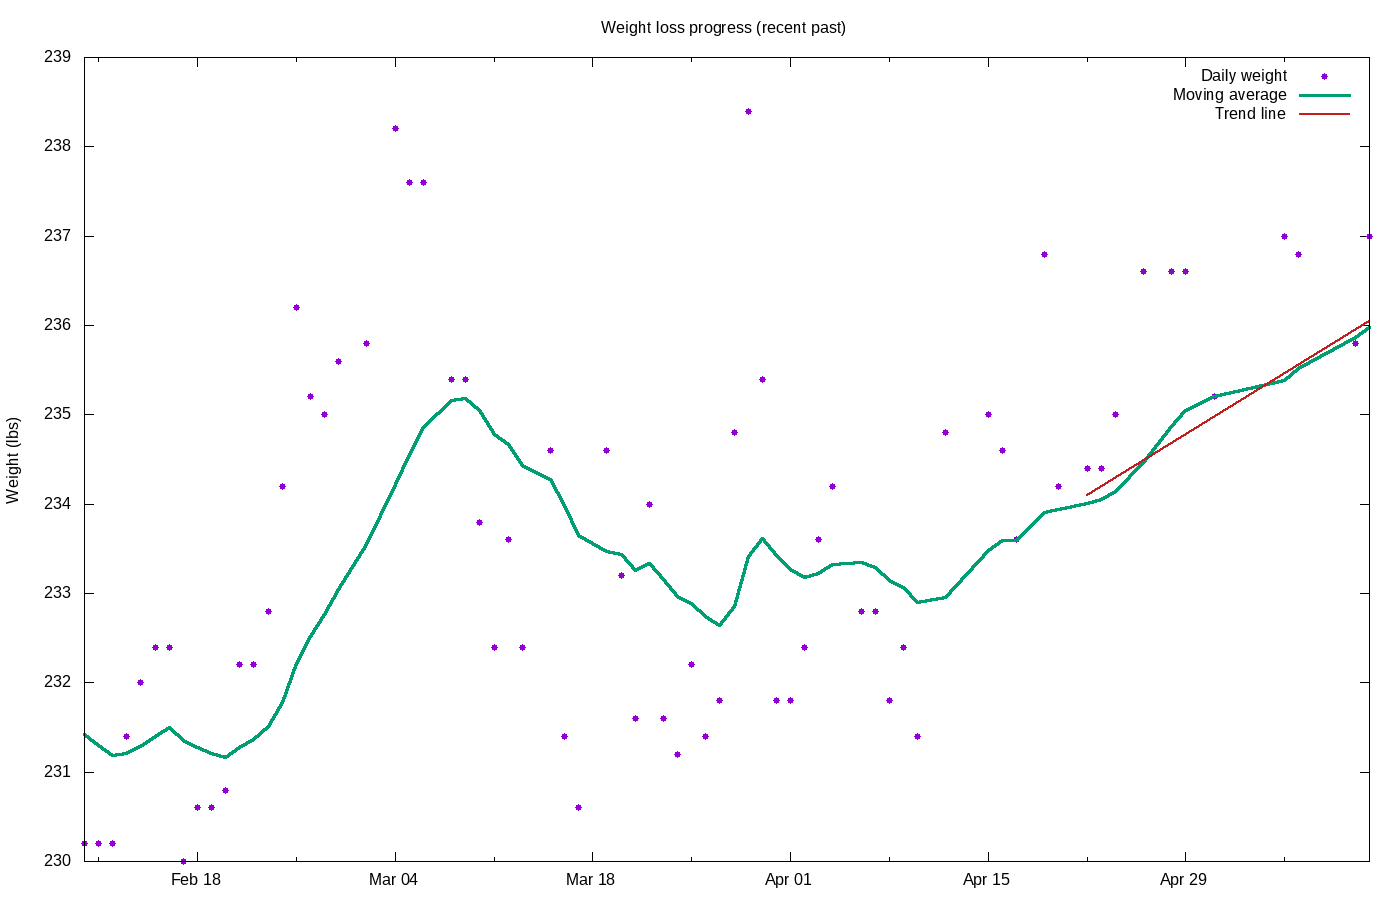 Weight loss progress (recent past)
239
238
237
236
235
234
233
232
231
230
Weight (lbs)
Daily weight
Moving average
Trend line
Feb 18
Mar 04
Mar 18
Apr 01
Apr 15
Apr 29